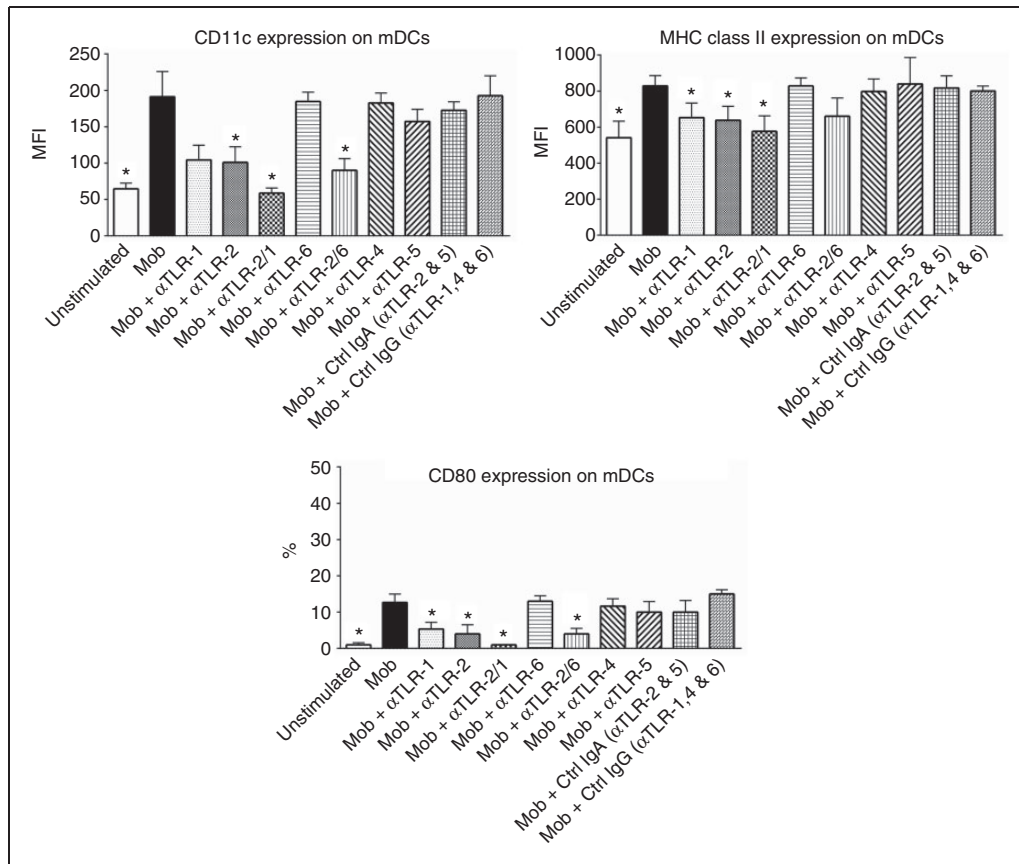 CD11c expression on mDCs
MFI
250
200
150
100
50
0
*
*
*
*
Unstimulated
Mob
Mob + αTLR-1
Mob + αTLR-2
Mob + αTLR-2/1
Mob + αTLR-6
Mob + αTLR-2/6
Mob + αTLR-4
Mob + αTLR-5
Mob + Ctrl IgA (αTLR-2 & 5)
Mob + Ctrl IgG (αTLR-1,4 & 6)
MHC class II expression on mDCs
MFI
1000
800
600
400
200
0
*
*
*
*
Unstimulated
Mob
Mob + αTLR-1
Mob + αTLR-2
Mob + αTLR-2/1
Mob + αTLR-6
Mob + αTLR-2/6
Mob + αTLR-4
Mob + αTLR-5
Mob + Ctrl IgA (αTLR-2 & 5)
Mob + Ctrl IgG (αTLR-1,4 & 6)
CD80 expression on mDCs
%
50
40
30
20
10
0
*
*
*
*
*
Unstimulated
Mob
Mob + αTLR-1
Mob + αTLR-2
Mob + αTLR-2/1
Mob + αTLR-6
Mob + αTLR-2/6
Mob + αTLR-4
Mob + αTLR-5
Mob + Ctrl IgA (αTLR-2 & 5)
Mob + Ctrl IgG (αTLR-1,4 & 6)